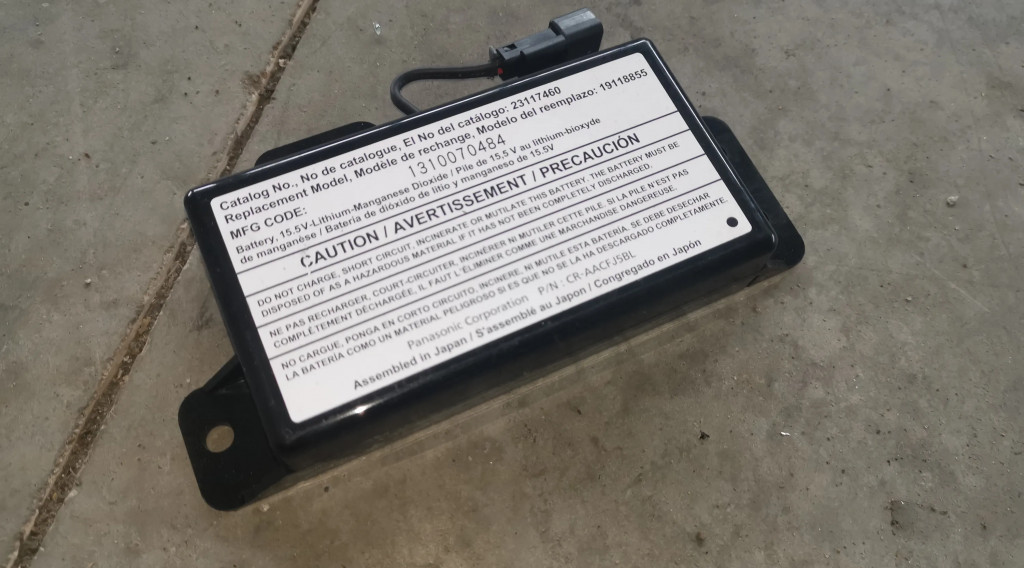 Catalog No., No de catalogue, El No del catálogo: 23117460
Replacement Model, Modèle de rechange, Modelo del reemplazo: 19118855
MFG CODE: 1310070484
Battery, 15.5V-Lithium-Manganese Dioxide / Pile de 15,5 V au lithium-bioxyde
de manganèse / Batería de dióxido de litio y manganeso de 15.5V
CAUTION / AVERTISSEMENT / PRECAUCIÓN
DO NOT CHARGE, SHORT CIRCUIT, INCINERATE OR MUTILATE THIS BATTERY. THE BATTERY MUST BE
DISPOSED OF AS A HAZARDOUS MATERIAL IF IT HAS NOT BEEN COMPLETELY DISCHARGED.
NE PAS RECHARGER, COURT-CIRCUITER, INCINÉRER NI MUTILER CETTE PILE. SI LA PILE N'EST PAS
COMPLÈTEMENT DÉCHARGÉE, IL FAUT L'ÉLIMINER COMME UNE MARCHANDISE DANGEREUSE.
NO CARGUE, PONGA EN CORTO CIRCUITO, INCINERE, NI MUTILE ESTA BATERÍA. SE DEBE DESECHAR
LA BATERÍA COMO UN MATERIAL PELIGROSO SI ES QUE NO SE LA HA DESCARGADO COMPLETAMENTE.
Panasonic Corporation P/N : CR-AACFJ5BL
Assembled in Japan / S'assemblé au Japon / Congregado en Japón